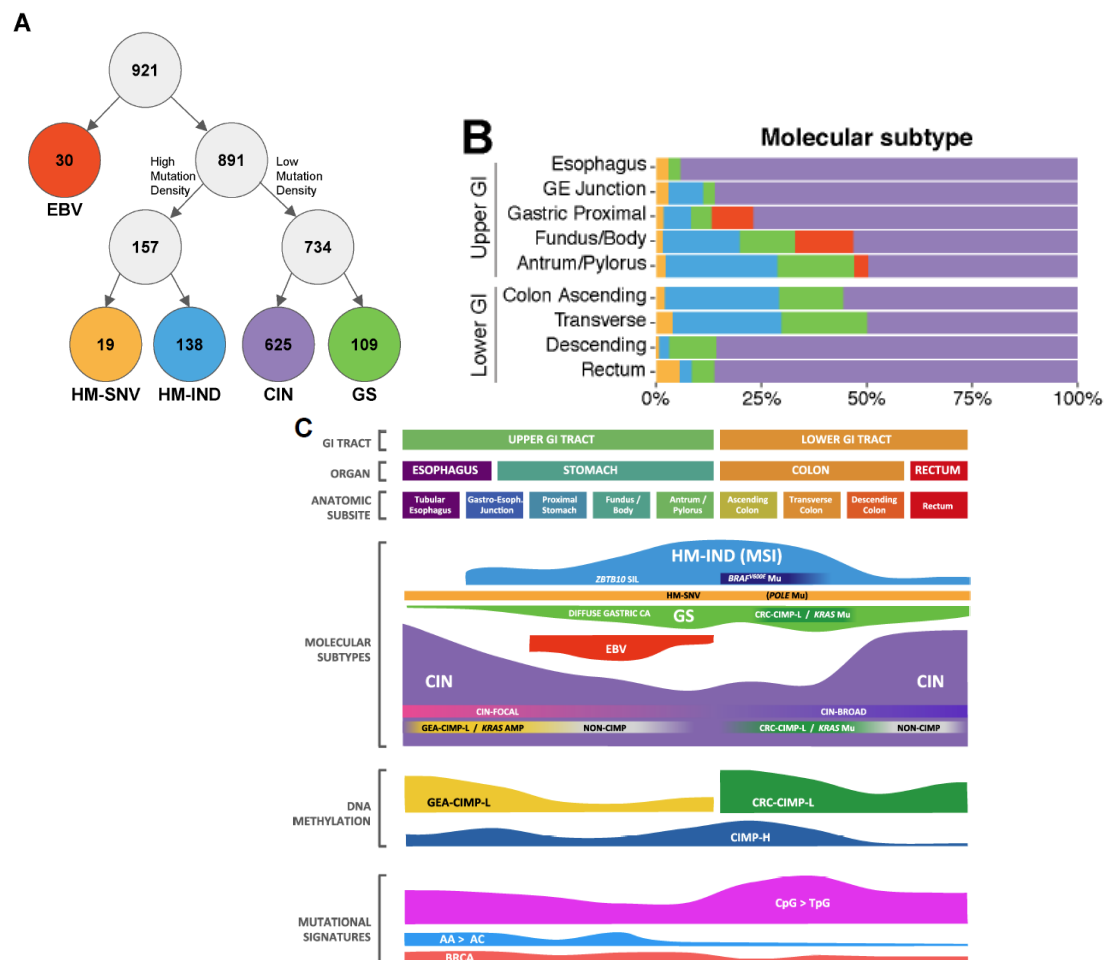 A
921
30
EBV
High
Mutation
Density
891
Low
Mutation
Density
157
734
19
138
625
109
HM-SNV
HM-IND
CIN
GS
B
Molecular subtype
Upper GI
Esophagus
GE Junction
Gastric Proximal
Fundus/Body
Antrum/Pylorus
Lower GI
Colon Ascending
Transverse
Descending
Rectum
0% 25% 50% 75% 100%
C
GI TRACT
UPPER GI TRACT
LOWER GI TRACT
ORGAN
ESOPHAGUS
STOMACH
COLON
RECTUM
ANATOMIC
SUBSITE
Tubular
Esophagus
Gastro-Esoph.
Junction
Proximal
Stomach
Fundus /
Body
Antrum /
Pylorus
Ascending
Colon
Transverse
Colon
Descending
Colon
Rectum
MOLECULAR
SUBTYPES
HM-IND (MSI)
ZBTB10 SIL
BRAFV600E Mu
HM-SNV
(POLE Mu)
DIFFUSE GASTRIC CA
GS
CRC-CIMP-L / KRAS Mu
EBV
CIN
CIN
CIN-FOCAL
CIN-BROAD
GEA-CIMP-L / KRAS AMP
NON-CIMP
CRC-CIMP-L / KRAS Mu
NON-CIMP
DNA
METHYLATION
GEA-CIMP-L
CRC-CIMP-L
CIMP-H
MUTATIONAL
SIGNATURES
CpG > TpG
AA > AC
BRCA